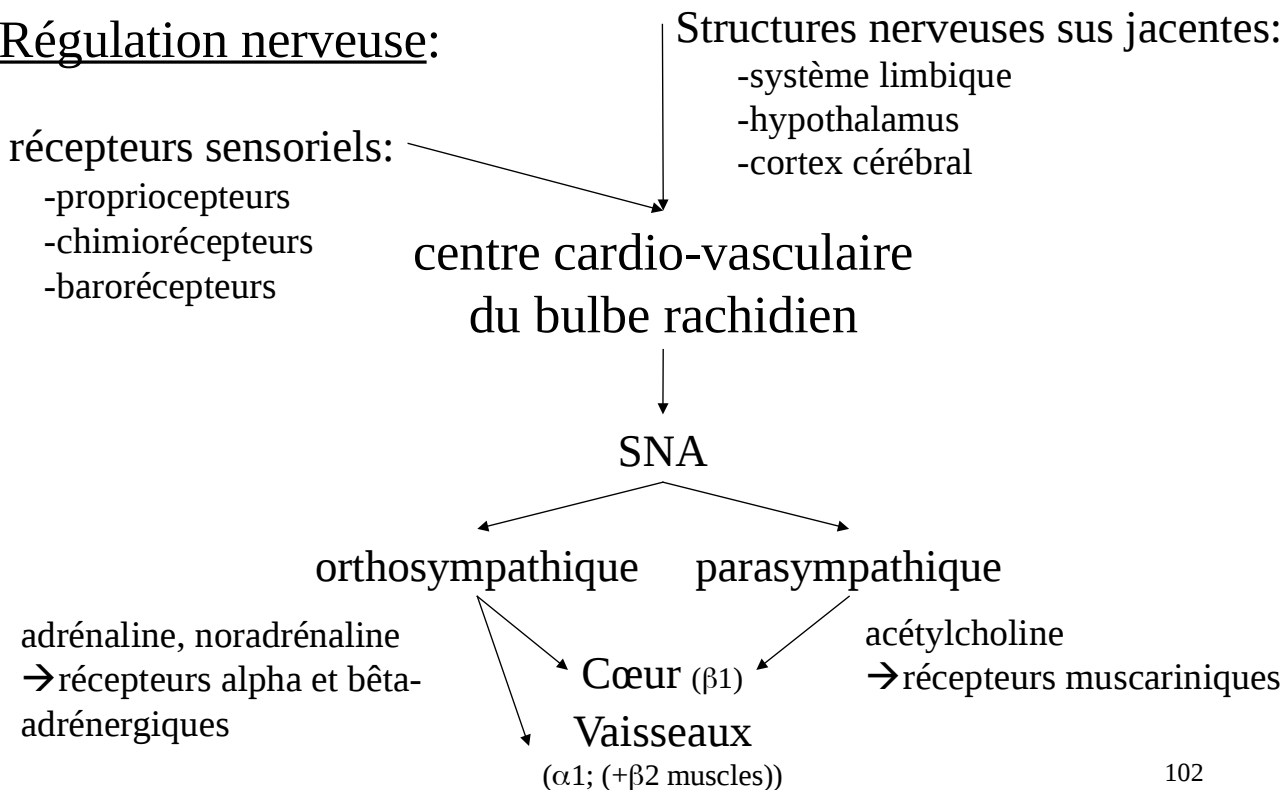 Régulation nerveuse:
Structures nerveuses sus jacentes:
-système limbique
-hypothalamus
-cortex cérébral
récepteurs sensoriels:
-propriocepteurs
-chimiorécepteurs
-barorécepteurs
centre cardio-vasculaire
du bulbe rachidien
SNA
orthosympathique
parasympathique
adrénaline, noradrénaline
→récepteurs alpha et bêta-
adrénergiques
acétylcholine
→récepteurs muscariniques
Cœur (β1)
Vaisseaux
(α1; (+β2 muscles))
102